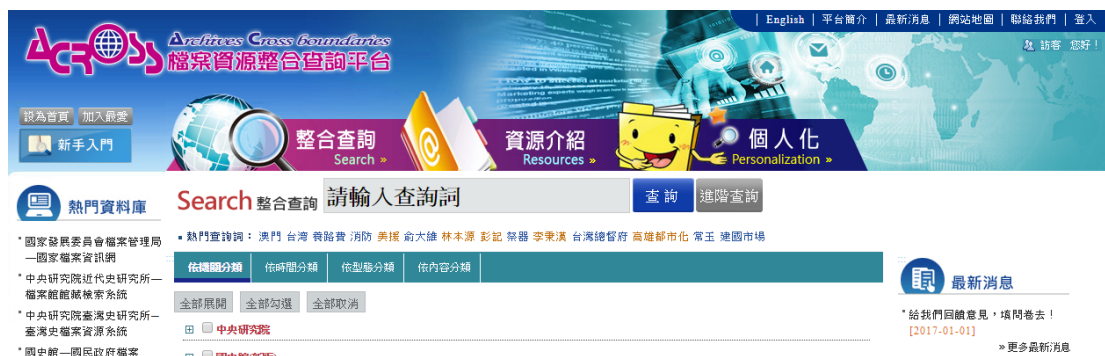 | English | 平台簡介 | 最新消息 | 網站地圖 | 聯絡我們 | 登入
訪客 您好!
ACROSS
Archives Cross Boundaries
檔案資源整合查詢平台
設為首頁 加入最愛
新手入門
整合查詢
Search »
資源介紹
Resources »
個人化
Personalization »
熱門資料庫
國家發展委員會檔案管理局
—國家檔案資訊網
中央研究院近代史研究所—
檔案館館藏檢索系統
中央研究院臺灣史研究所—
臺灣史檔案資源系統
國史館—國民政府檔案
Search 整合查詢 請輸入查詢詞 查詢 進階查詢
熱門查詢詞: 澳門 台灣 養路費 消防 美援 俞大維 林本源 彭記 祭器 李秉漢 台灣總督府 高雄都市化 常玉 建國市場
依機關分類 依時間分類 依型態分類 依內容分類
全部展開 全部勾選 全部取消
中央研究院
最新消息
給我們回饋意見,填問卷去!
[2017-01-01]
»更多最新消息